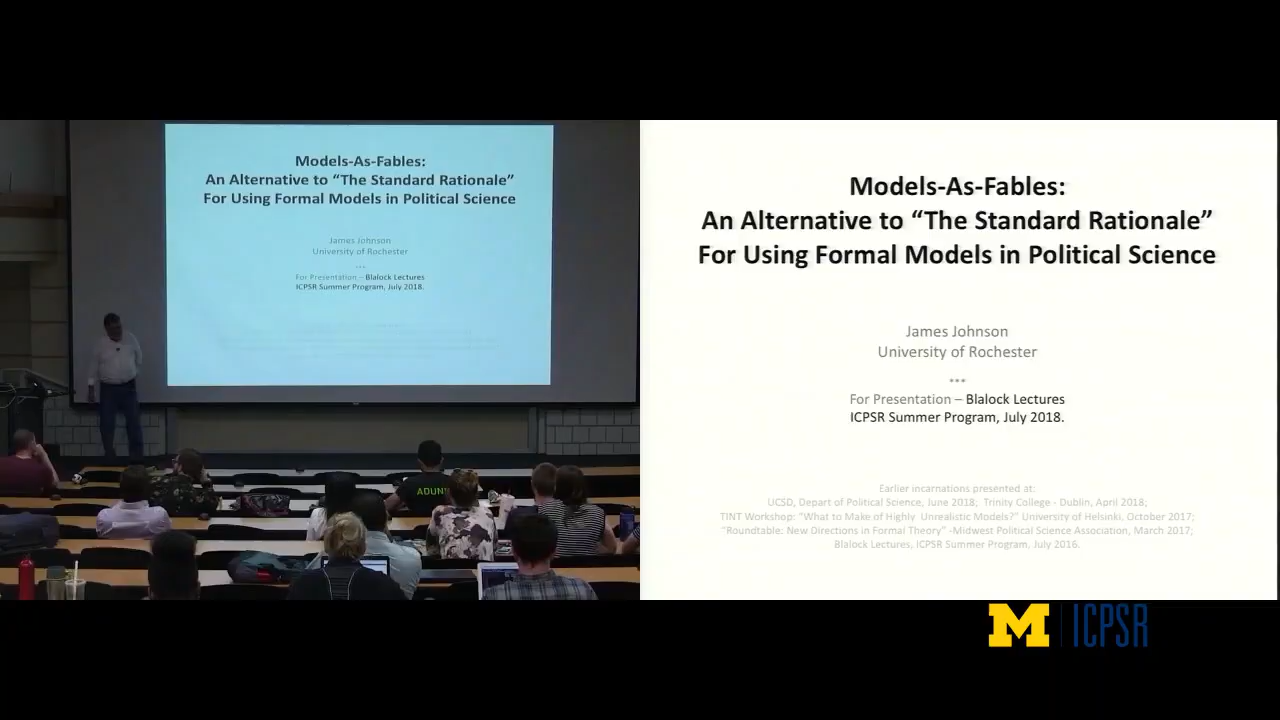 Models-As-Fables:
An Alternative to “The Standard Rationale”
For Using Formal Models in Political Science
James Johnson
University of Rochester
...
For Presentation – Blalock Lectures
ICPSR Summer Program, July 2018.
ADUN
Models-As-Fables:
An Alternative to “The Standard Rationale”
For Using Formal Models in Political Science
James Johnson
University of Rochester
...
For Presentation – Blalock Lectures
ICPSR Summer Program, July 2018.
Earlier incarnations presented at:
UCSD, Depart of Political Science, June 2018; Trinity College - Dublin, April 2018;
TINT Workshop: “What to Make of Highly Unrealistic Models?” University of Helsinki, October 2017;
“Roundtable: New Directions in Formal Theory” -Midwest Political Science Association, March 2017;
Blalock Lectures, ICPSR Summer Program, July 2016.
M ICPSR